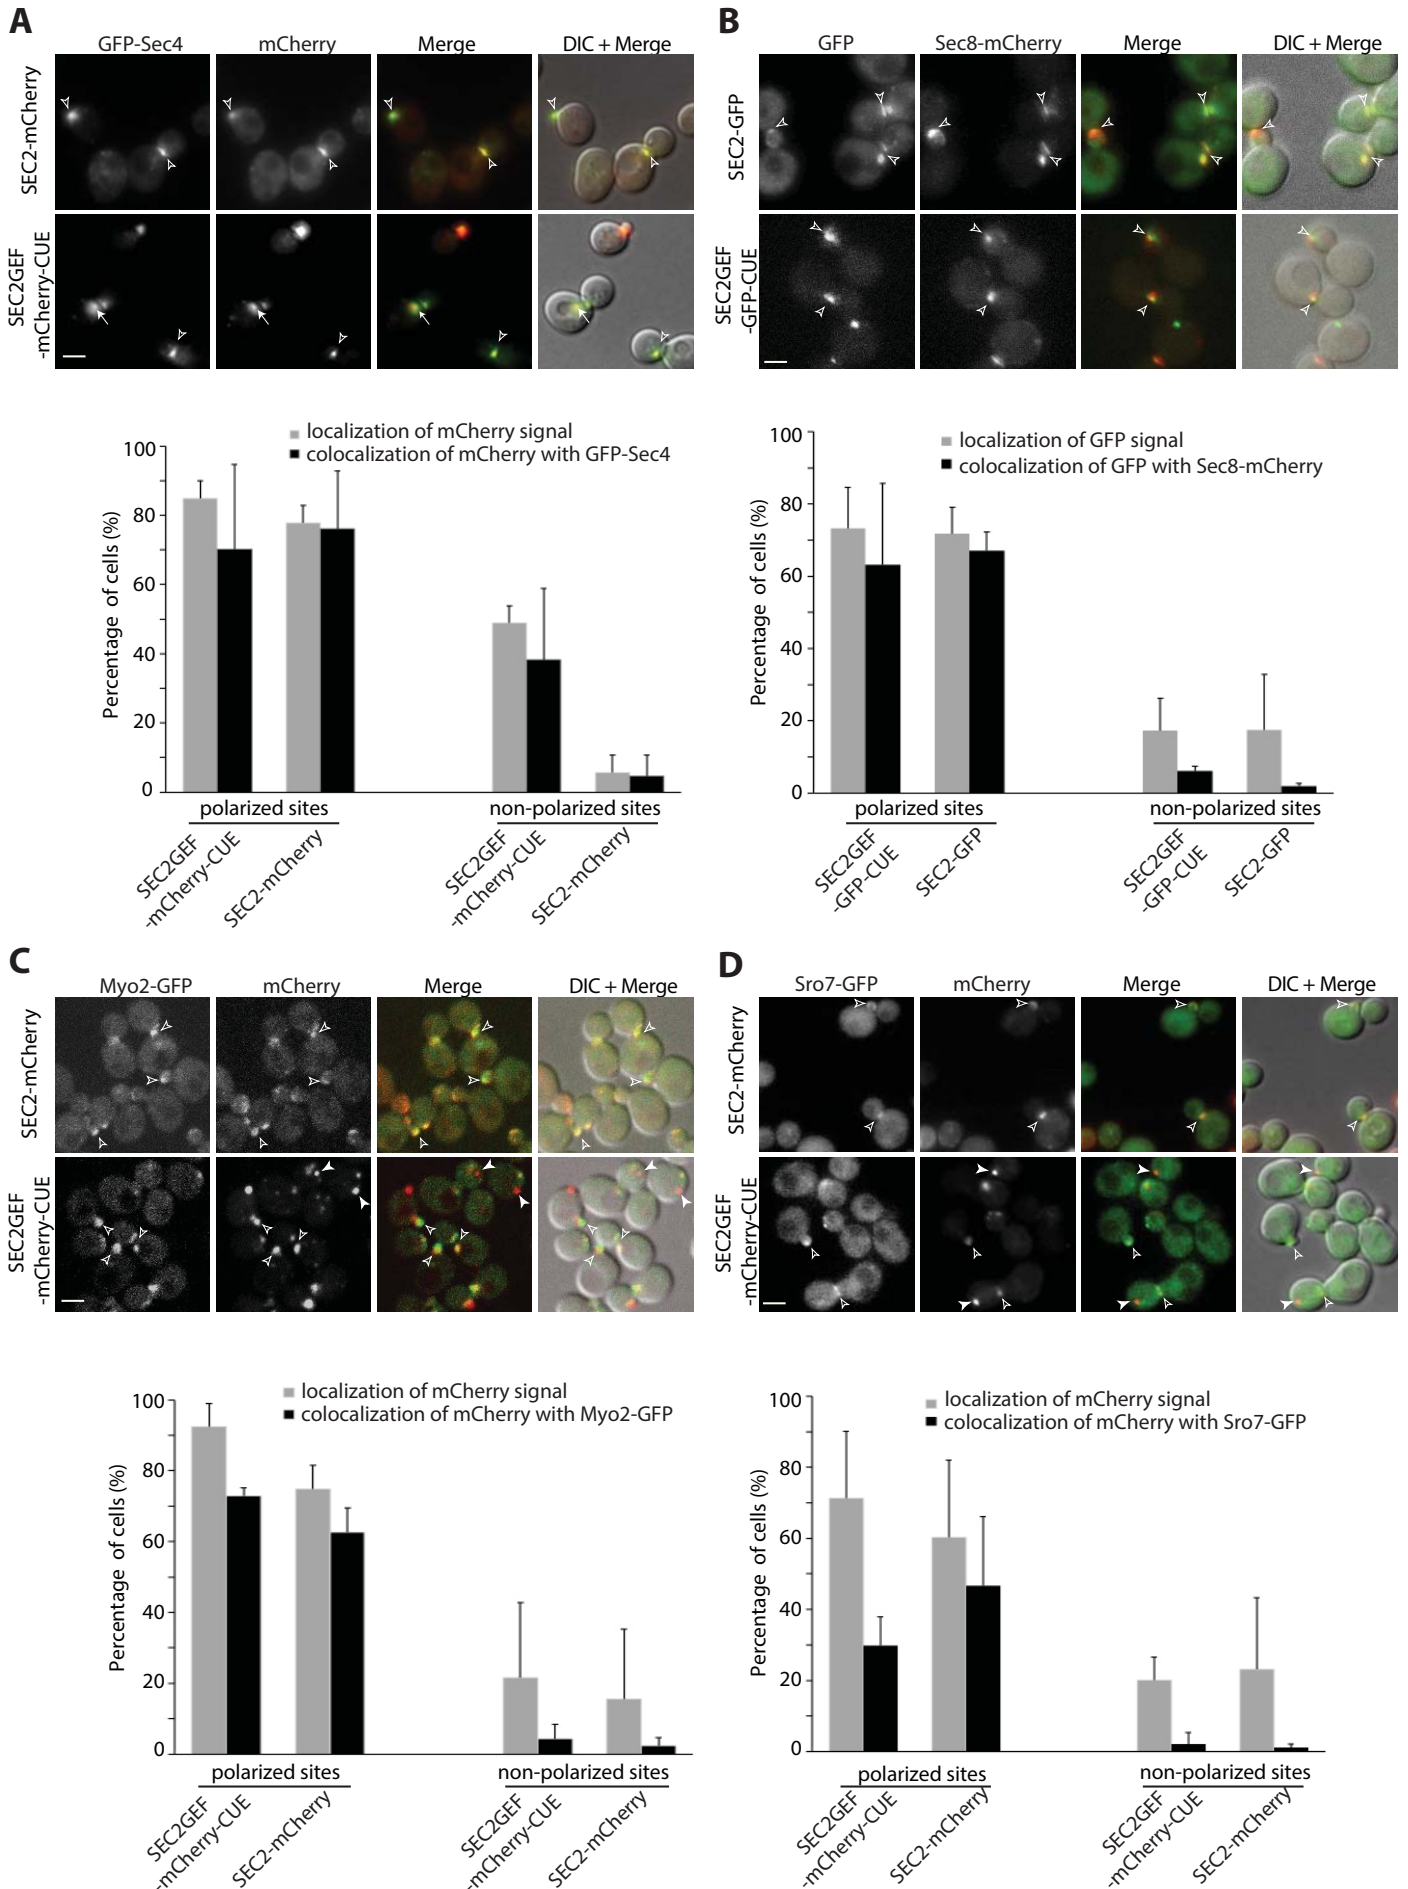 A
GFP-Sec4 mCherry Merge DIC + Merge
SEC2-mCherry
SEC2GEF
-mCherry-CUE
localization of mCherry signal
colocalization of mCherry with GFP-Sec4
Percentage of cells (%)
100
80
60
40
20
0
polarized sites non-polarized sites
SEC2GEF
-mCherry-CUE
SEC2-mCherry
SEC2GEF
-mCherry-CUE
SEC2-mCherry
B
GFP Sec8-mCherry Merge DIC + Merge
SEC2-GFP
SEC2GEF
-GFP-CUE
localization of GFP signal
colocalization of GFP with Sec8-mCherry
Percentage of cells (%)
100
80
60
40
20
0
polarized sites non-polarized sites
SEC2GEF
-GFP-CUE
SEC2-GFP
SEC2GEF
-GFP-CUE
SEC2-GFP
C
Myo2-GFP mCherry Merge DIC + Merge
SEC2-mCherry
SEC2GEF
-mCherry-CUE
localization of mCherry signal
colocalization of mCherry with Myo2-GFP
Percentage of cells (%)
100
80
60
40
20
0
polarized sites non-polarized sites
SEC2GEF
-mCherry-CUE
SEC2-mCherry
SEC2GEF
-mCherry-CUE
SEC2-mCherry
D
Sro7-GFP mCherry Merge DIC + Merge
SEC2-mCherry
SEC2GEF
-mCherry-CUE
localization of mCherry signal
colocalization of mCherry with Sro7-GFP
Percentage of cells (%)
100
80
60
40
20
0
polarized sites non-polarized sites
SEC2GEF
-mCherry-CUE
SEC2-mCherry
SEC2GEF
-mCherry-CUE
SEC2-mCherry